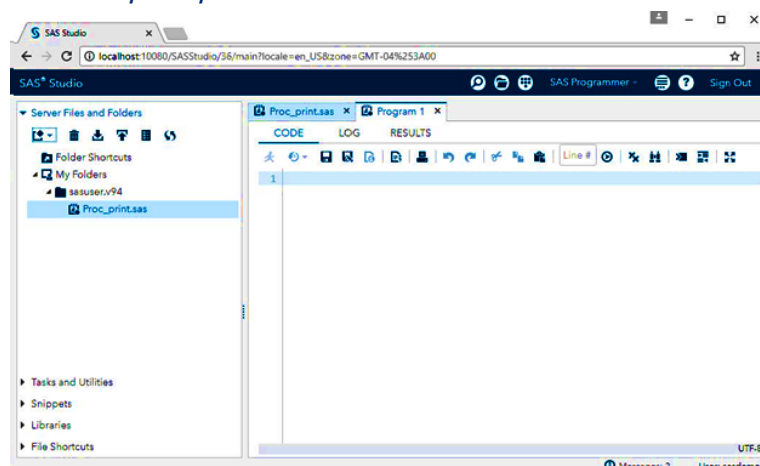 SAS Studio
localhost:10080/SASStudio/36/main?locale=en_US&zone=GMT-04%253A00
SAS® Studio
SAS Programmer
Sign Out
Server Files and Folders
Folder Shortcuts
My Folders
sasuser.v94
Proc_print.sas
Tasks and Utilities
Snippets
Libraries
File Shortcuts
Proc_print.sas
Program 1
CODE LOG RESULTS
Line #
1